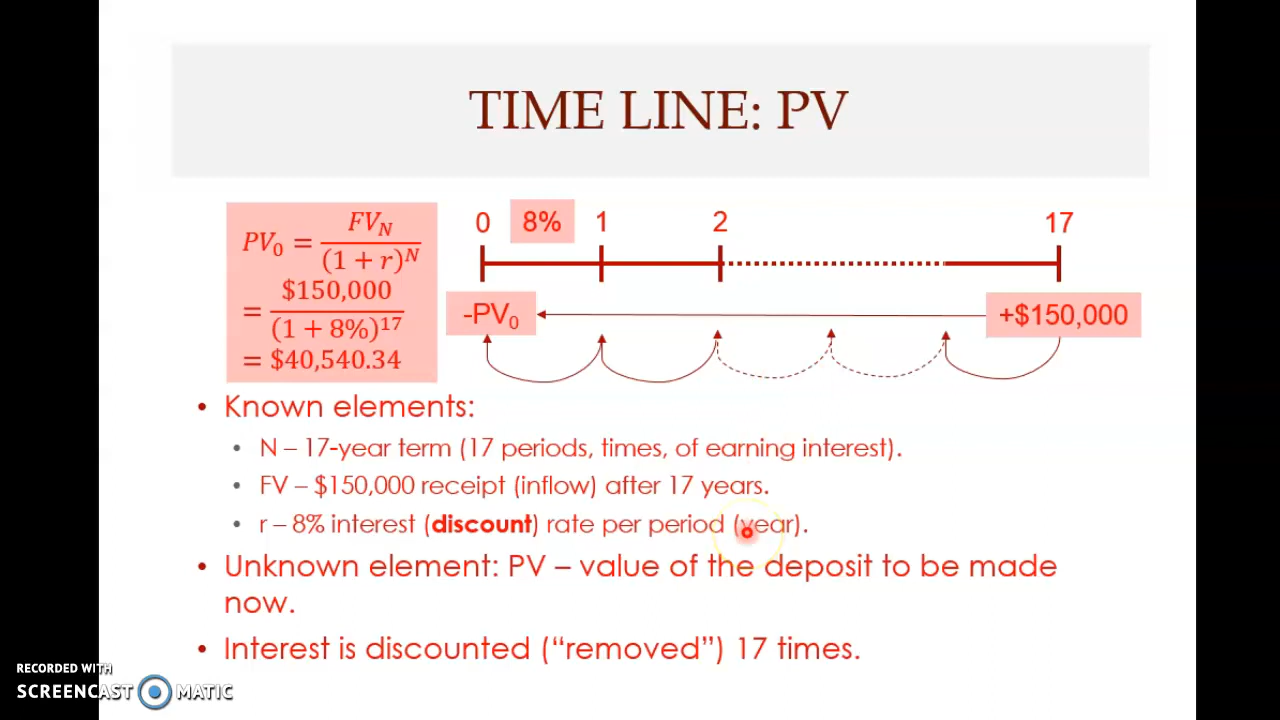 TIME LINE: PV
PV₀ = FV_N / (1 + r)^N
= $150,000 / (1 + 8%)^17
= $40,540.34
0 8% 1 2 17
-PV₀ +$150,000
• Known elements:
• N – 17-year term (17 periods, times, of earning interest).
• FV – $150,000 receipt (inflow) after 17 years.
• r – 8% interest (discount) rate per period (year).
• Unknown element: PV – value of the deposit to be made
now.
• Interest is discounted (“removed”) 17 times.
RECORDED WITH
SCREENCAST MATIC